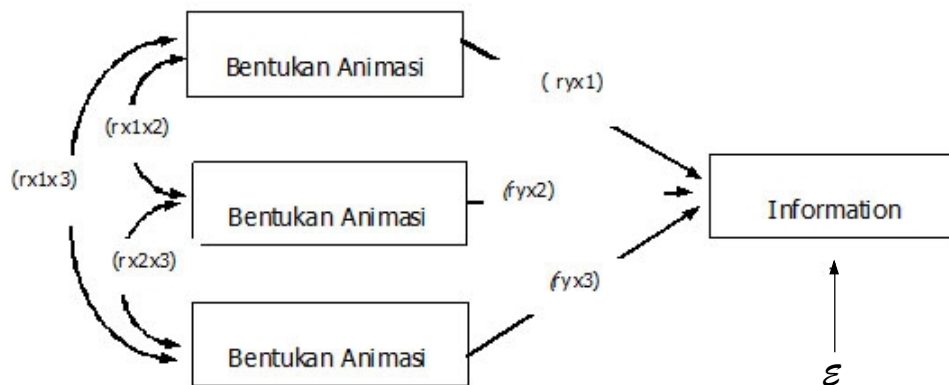 Bentukan Animasi
( ryx1)
(rx1x2)
(rx1x3)
Bentukan Animasi
(ryx2)
Information
(rx2x3)
(ryx3)
Bentukan Animasi
ε